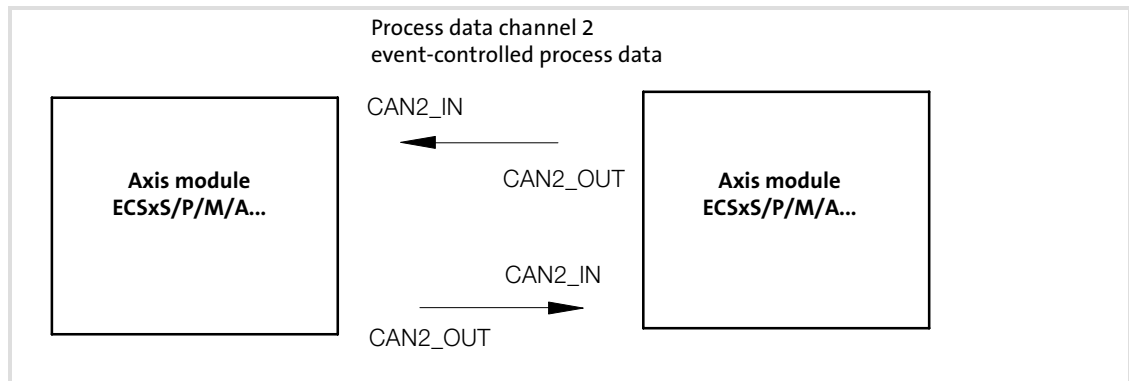 Process data channel 2
event-controlled process data
CAN2_IN
CAN2_OUT
Axis module
ECSxS/P/M/A...
Axis module
ECSxS/P/M/A...
CAN2_IN
CAN2_OUT